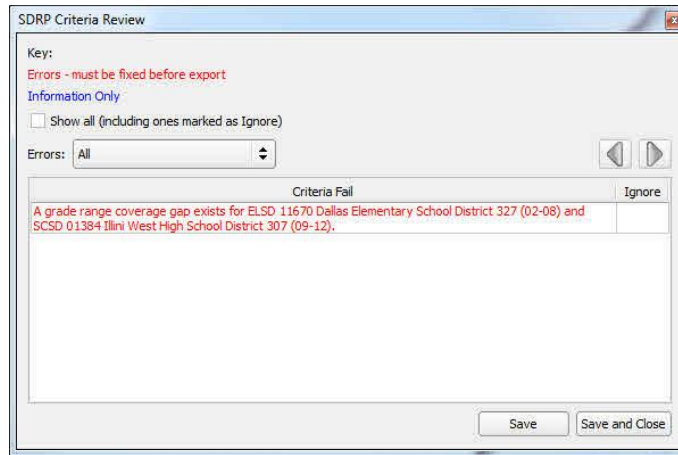 SDRP Criteria Review
Key:
Errors - must be fixed before export
Information Only
Show all (including ones marked as Ignore)
Errors: All
Criteria Fail Ignore
A grade range coverage gap exists for ELSD 11670 Dallas Elementary School District 327 (02-08) and
SCSD 01384 Illini West High School District 307 (09-12).
Save Save and Close